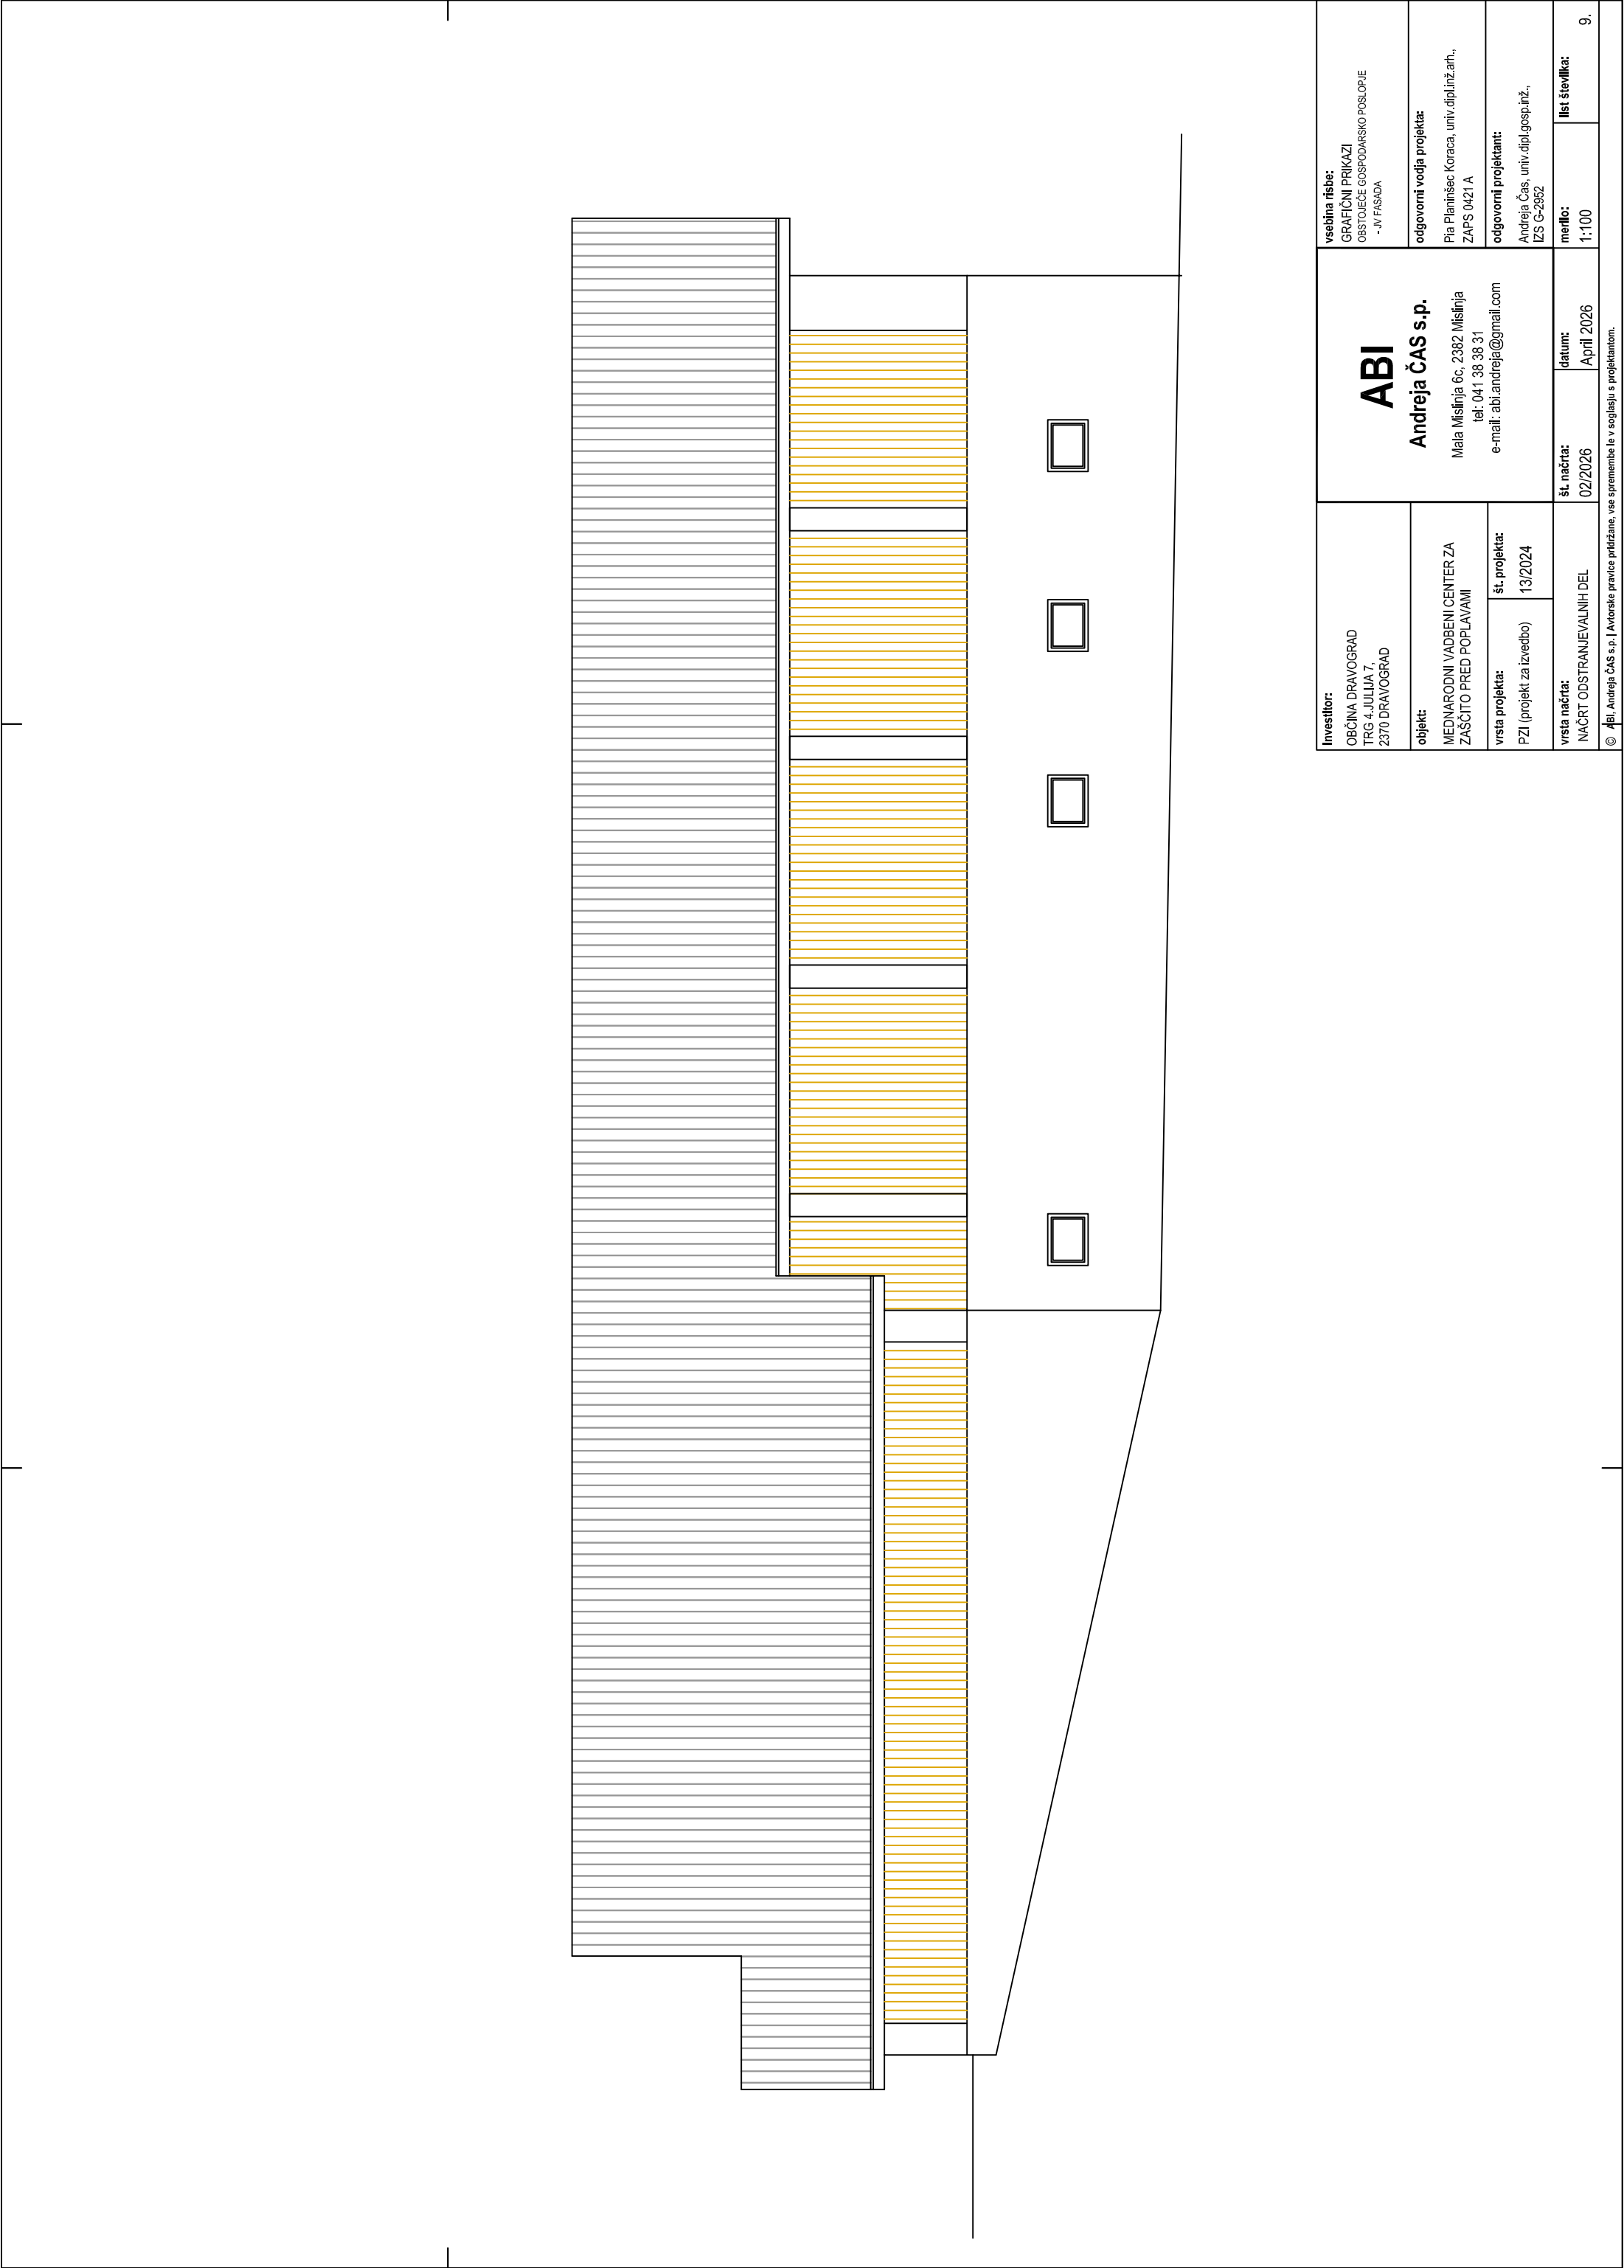 Investitor:
OBČINA DRAVOGRAD
TRG 4.JULIJA 7,
2370 DRAVOGRAD
objekt:
MEDNARODNI VADBENI CENTER ZA
ZAŠČITO PRED POPLAVAMI
vrsta projekta:
PZI (projekt za izvedbo)
št. projekta:
13/2024
vrsta načrta:
NAČRT ODSTRANJEVALNIH DEL
ABI
Andreja ČAS s.p.
Mala Mislinja 6c, 2382 Mislinja
tel: 041 38 38 31
e-mail: abi.andreja@gmail.com
št. načrta:
02/2026
datum:
April 2026
vsebina risbe:
GRAFIČNI PRIKAZI
OBSTOJEČE GOSPODARSKO POSLOPJE
- JV FASADA
odgovorni vodja projekta:
Pia Planinšec Koraca, univ.dipl.inž.arh.,
ZAPS 0421 A
odgovorni projektant:
Andreja Čas, univ.dipl.gosp.inž.,
IZS G-2952
merilo:
1:100
list številka:
9.
© ABI, Andreja ČAS s.p. | Avtorske pravice pridržane, vse spremembe le v soglasju s projektantom.